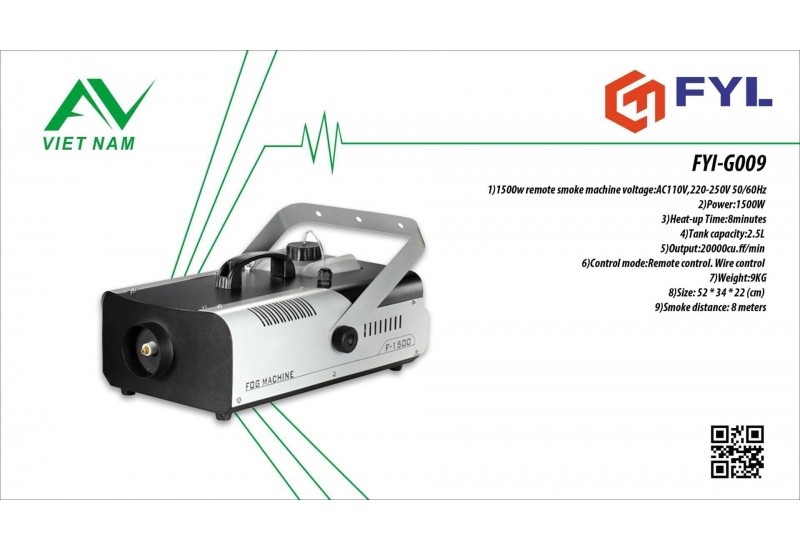 AV
VIET NAM
FYL
FYI-G009
1)1500w remote smoke machine voltage:AC110V,220-250V 50/60Hz
2)Power:1500W
3)Heat-up Time:8minutes
4)Tank capacity:2.5L
5)Output:20000cu.ff/min
6)Control mode:Remote control. Wire control
7)Weight:9KG
8)Size: 52 * 34 * 22 (cm)
9)Smoke distance: 8 meters
F-1500
FOG MACHINE